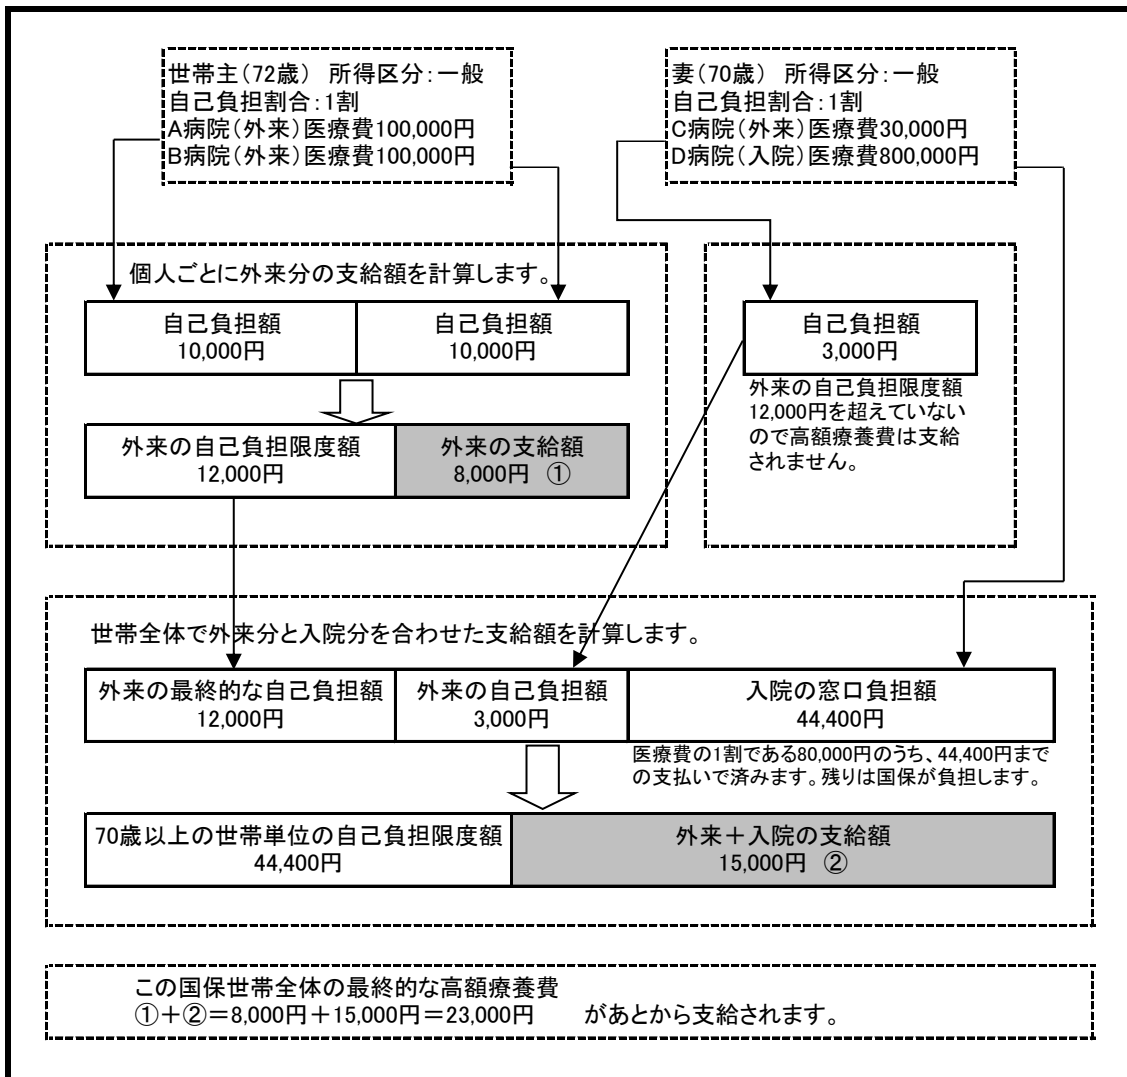 世帯主(72歳) 所得区分:一般
自己負担割合:1割
A病院(外来)医療費100,000円
B病院(外来)医療費100,000円
妻(70歳) 所得区分:一般
自己負担割合:1割
C病院(外来)医療費30,000円
D病院(入院)医療費800,000円
個人ごとに外来分の支給額を計算します。
自己負担額
10,000円
自己負担額
10,000円
外来の自己負担限度額
12,000円
外来の支給額
8,000円 ①
自己負担額
3,000円
外来の自己負担限度額
12,000円を超えていない
ので高額療養費は支給
されません。
世帯全体で外来分と入院分を合わせた支給額を計算します。
外来の最終的な自己負担額
12,000円
外来の自己負担額
3,000円
入院の窓口負担額
44,400円
医療費の1割である80,000円のうち、44,400円まで
の支払いで済みます。残りは国保が負担します。
70歳以上の世帯単位の自己負担限度額
44,400円
外来+入院の支給額
15,000円 ②
この国保世帯全体の最終的な高額療養費
①+②=8,000円+15,000円=23,000円 があとから支給されます。